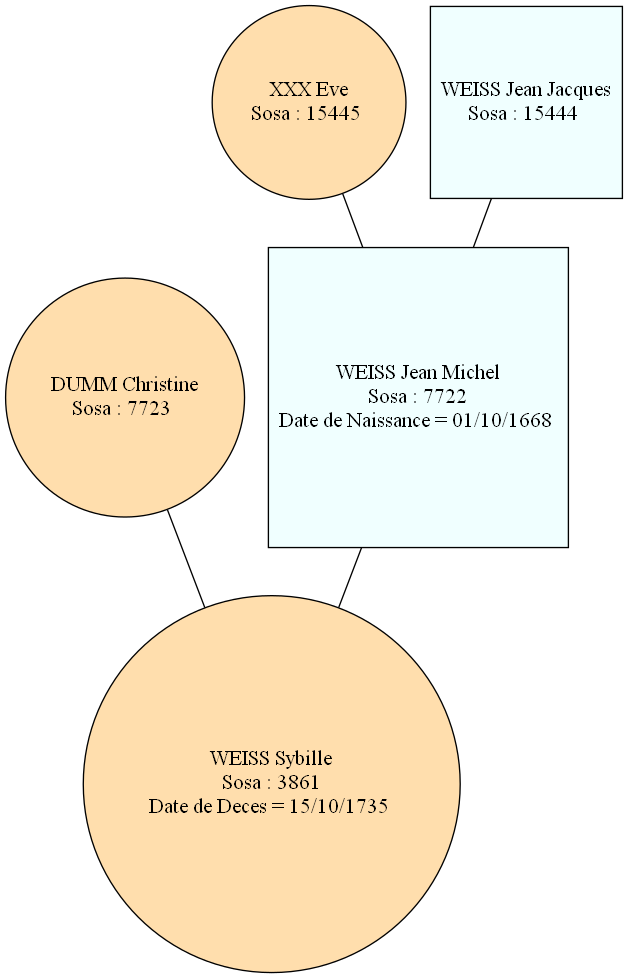 XXX Eve
Sosa : 15445
WEISS Jean Jacques
Sosa : 15444
DUMM Christine
Sosa : 7723
WEISS Jean Michel
Sosa : 7722
Date de Naissance = 01/10/1668
WEISS Sybille
Sosa : 3861
Date de Deces = 15/10/1735